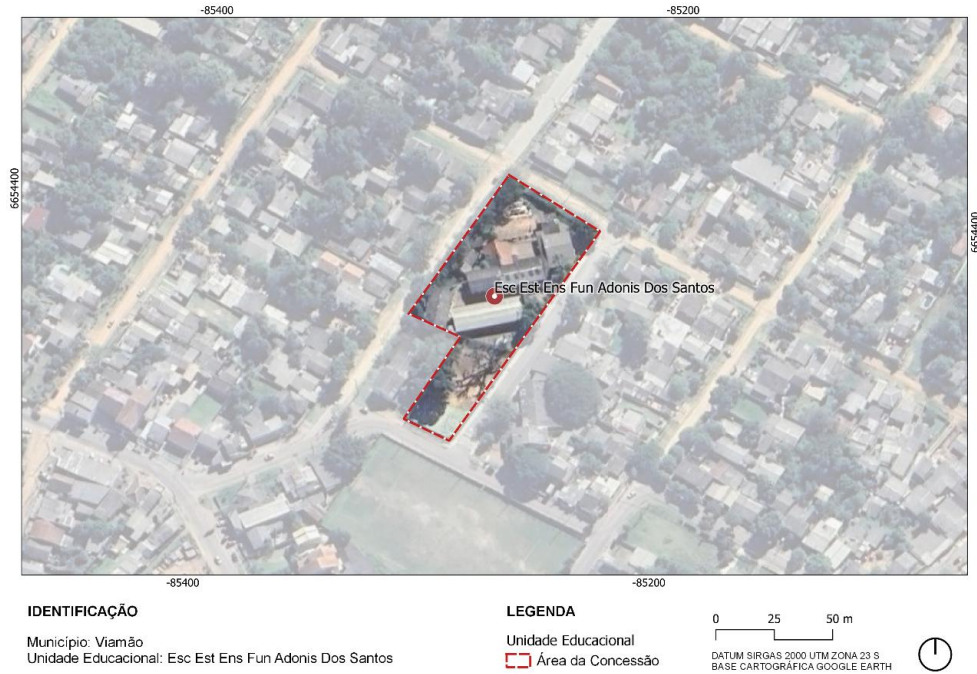 -85400
-85200
6654400
6654400
Esc Est Ens Fun Adonis Dos Santos
-85400
-85200
IDENTIFICAÇÃO
Município: Viamão
Unidade Educacional: Esc Est Ens Fun Adonis Dos Santos
LEGENDA
Unidade Educacional
Área da Concessão
0 25 50 m
DATUM SIRGAS 2000 UTM ZONA 23 S
BASE CARTOGRÁFICA GOOGLE EARTH